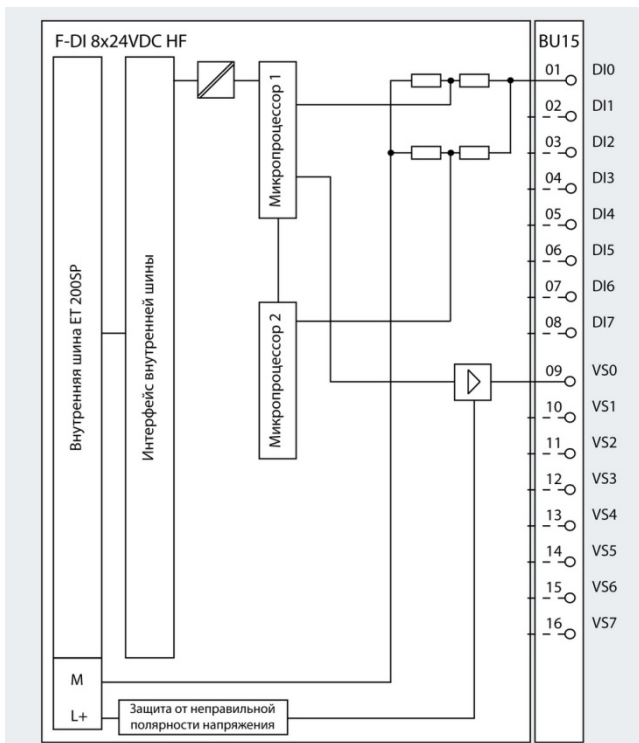 F-DI 8x24VDC HF
BU15
01 DI0
02 DI1
03 DI2
04 DI3
05 DI4
06 DI5
07 DI6
08 DI7
09 VS0
10 VS1
11 VS2
12 VS3
13 VS4
14 VS5
15 VS6
16 VS7
Внутренняя шина ET 200SP
Интерфейс внутренней шины
Микропроцессор 1
Микропроцессор 2
M
L+
Защита от неправильной
полярности напряжения